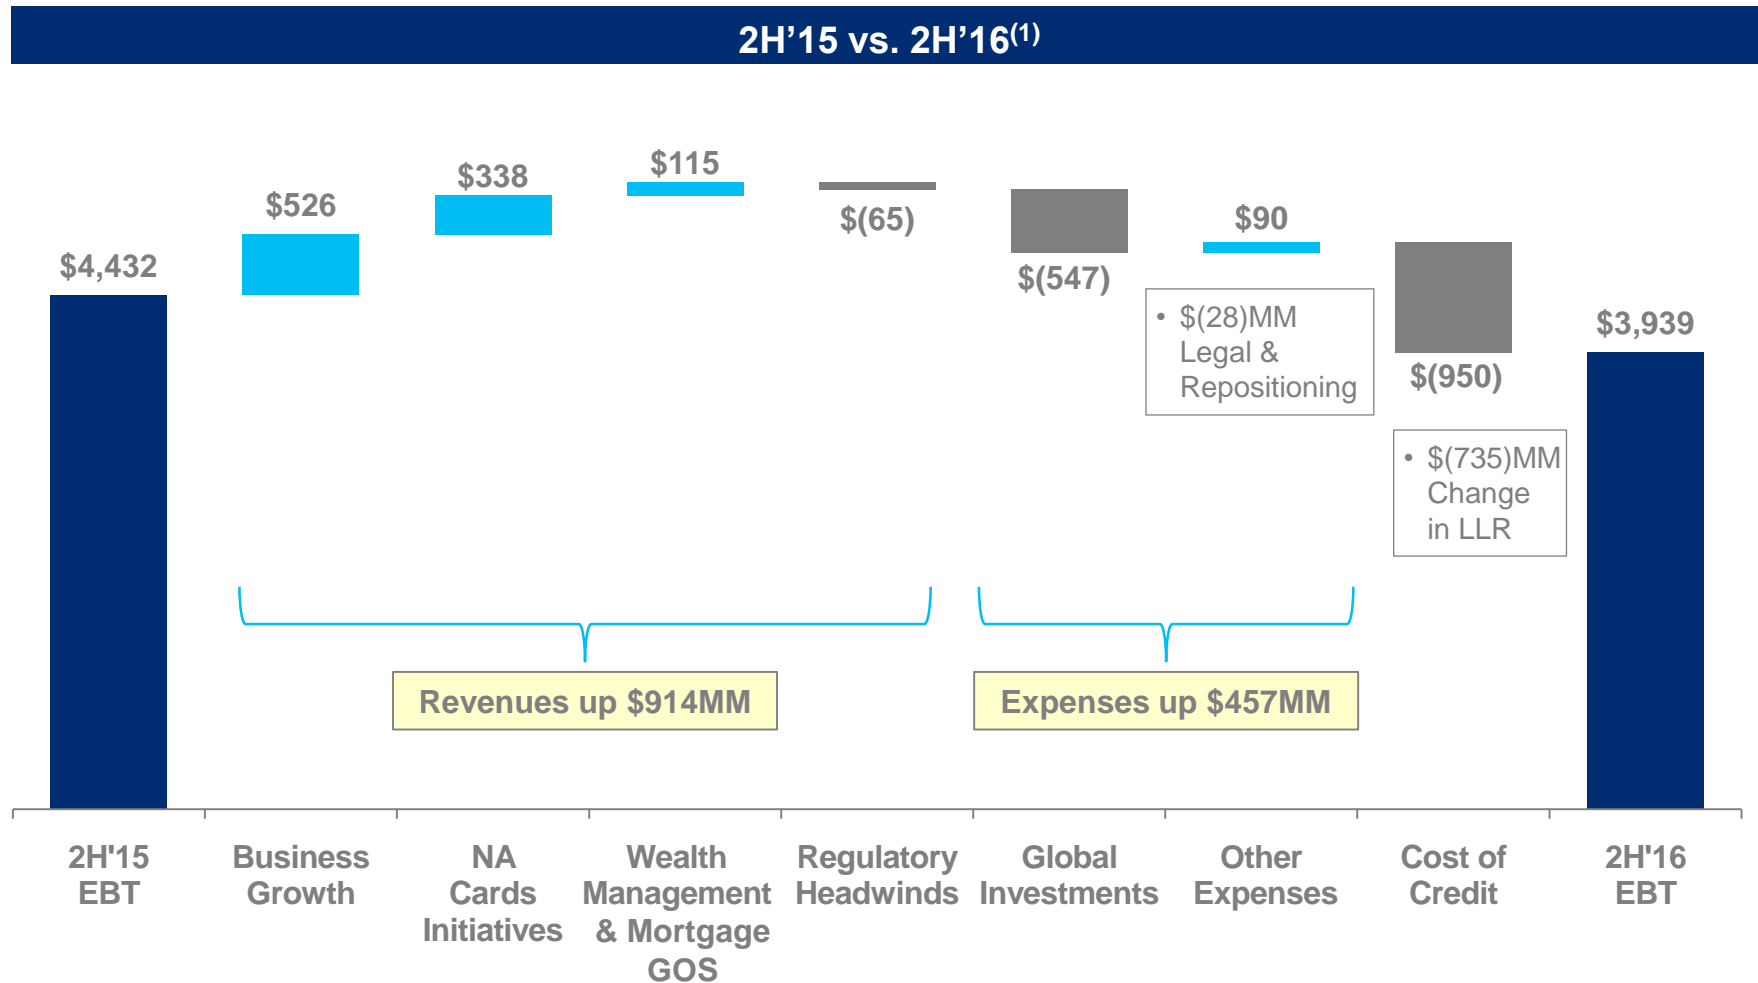 2H’15 vs. 2H’16(1)
$4,432
$526
$338
$115
$(65)
$(547)
$90
• $(28)MM
Legal &
Repositioning
$(950)
• $(735)MM
Change
in LLR
$3,939
Revenues up $914MM
Expenses up $457MM
2H'15
EBT
Business
Growth
NA
Cards
Initiatives
Wealth
Management
& Mortgage
GOS
Regulatory
Headwinds
Global
Investments
Other
Expenses
Cost of
Credit
2H'16
EBT